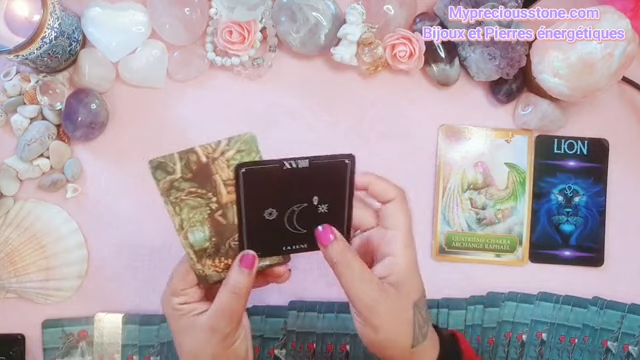 Mypreciousstone.com
Bijoux et Pierres énergétiques
LION
QUATRIÈME CHAKRA
ARCHANGE RAPHAËL
XVIII
LA LUNE